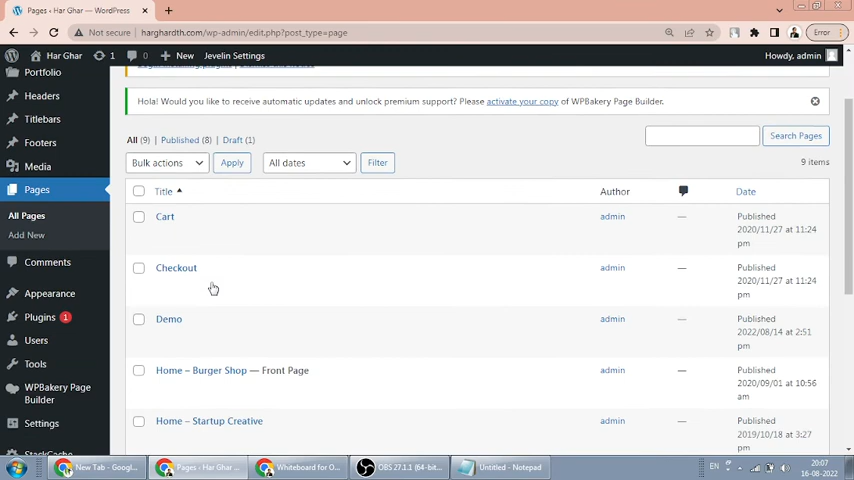 Pages ‹ Har Ghar — WordPress
Not secure
harghardth.com/wp-admin/edit.php?post_type=page
Error
Har Ghar
1
0
New
Jevelin Settings
Howdy, admin
Portfolio
Headers
Titlebars
Footers
Media
Pages
All Pages
Add New
Comments
Appearance
Plugins 1
Users
Tools
WPBakery Page
Builder
Settings
Hola! Would you like to receive automatic updates and unlock premium support? Please activate your copy of WPBakery Page Builder.
All (9) | Published (8) | Draft (1)
Search Pages
Bulk actions
Apply
All dates
Filter
9 items
Title
Author
Date
Cart
admin
—
Published
2020/11/27 at 11:24
pm
Checkout
admin
—
Published
2020/11/27 at 11:24
pm
Demo
admin
—
Published
2022/08/14 at 2:51
pm
Home – Burger Shop — Front Page
admin
—
Published
2020/09/01 at 10:56
am
Home – Startup Creative
admin
—
Published
2019/10/18 at 3:27
pm
New Tab - Googl...
Pages ‹ Har Ghar ...
Whiteboard for O...
OBS 27.1.1 (64-bit...
Untitled - Notepad
EN
20:07
16-08-2022